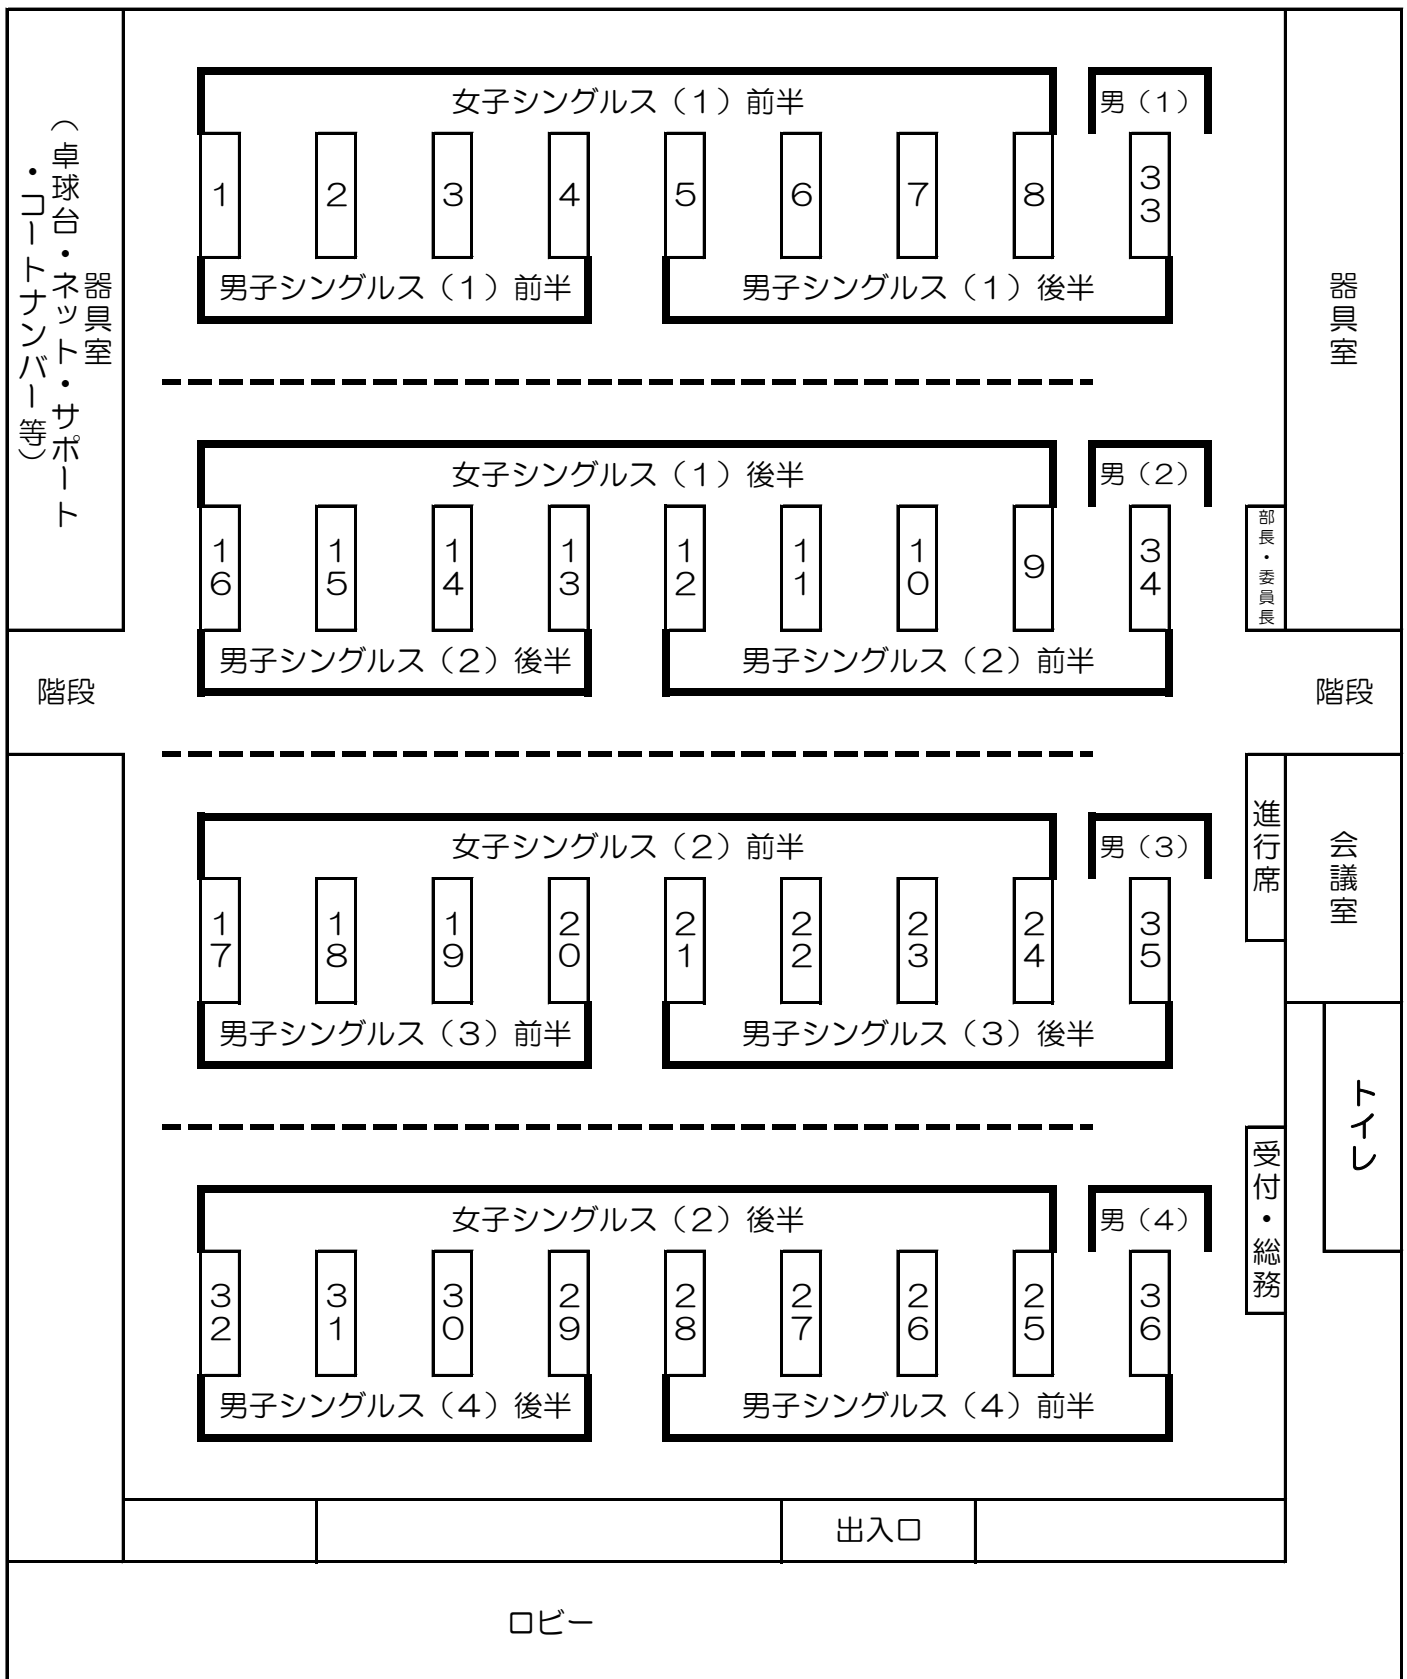 女子シングルス（１）前半
男（１）
１
２
３
４
５
６
７
８
３３
男子シングルス（１）前半
男子シングルス（１）後半
器具室
（卓球台・ネット・サポート
・コートナンバー等）
器具室
女子シングルス（１）後半
男（２）
１６
１５
１４
１３
１２
１１
１０
９
３４
部長・委員長
男子シングルス（２）後半
男子シングルス（２）前半
階段
階段
女子シングルス（２）前半
男（３）
進行席
会議室
１７
１８
１９
２０
２１
２２
２３
２４
３５
男子シングルス（３）前半
男子シングルス（３）後半
トイレ
受付・総務
女子シングルス（２）後半
男（４）
３２
３１
３０
２９
２８
２７
２６
２５
３６
男子シングルス（４）後半
男子シングルス（４）前半
出入口
ロビー